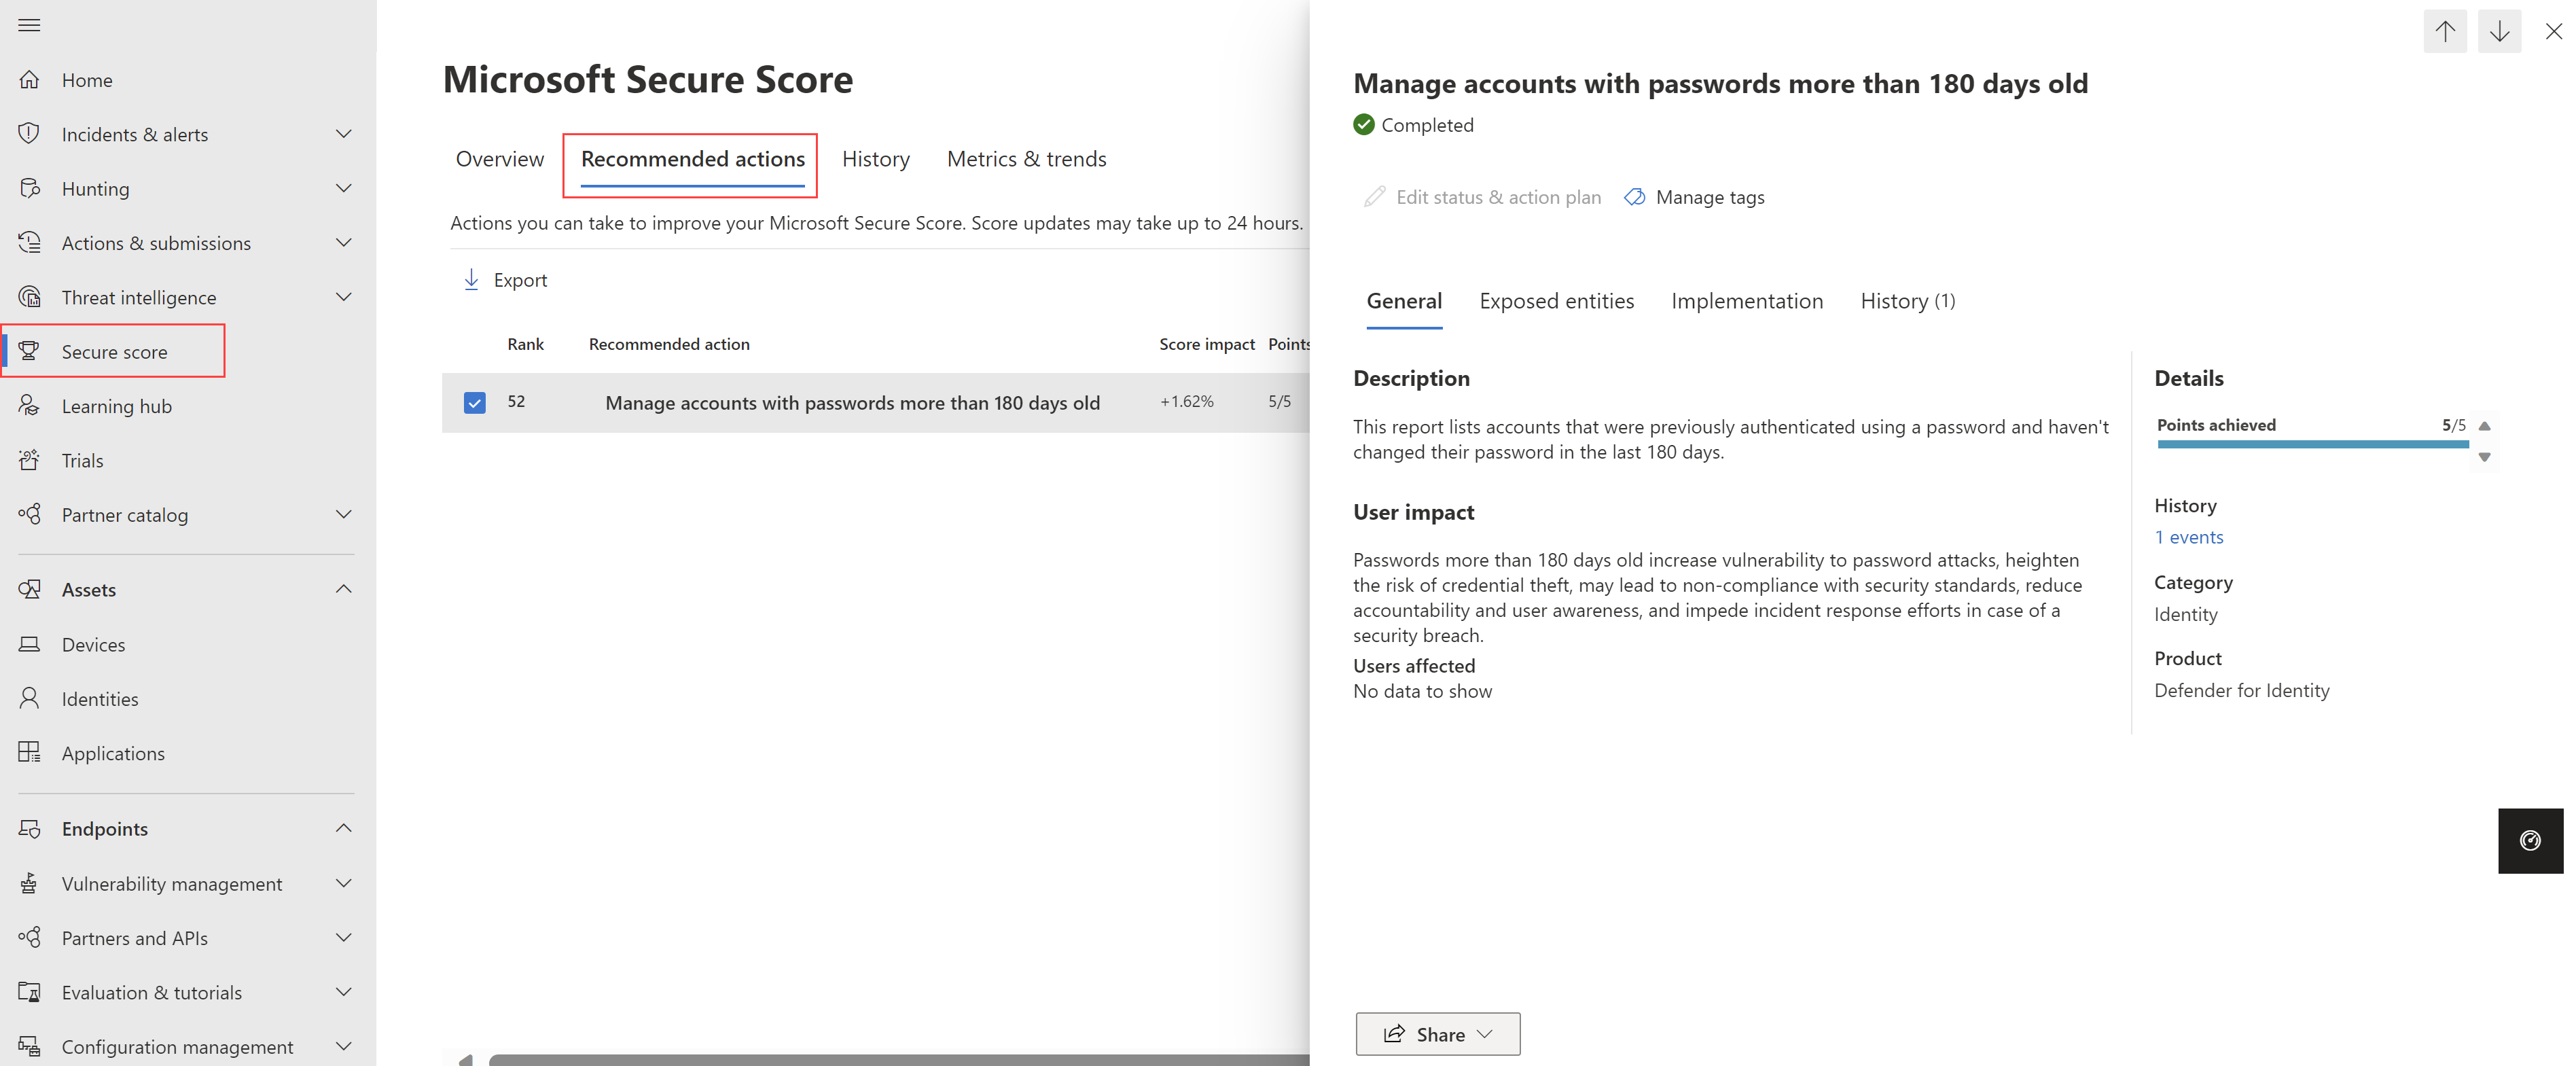 Home
Incidents & alerts
Hunting
Actions & submissions
Threat intelligence
Secure score
Learning hub
Trials
Partner catalog
Assets
Devices
Identities
Applications
Endpoints
Vulnerability management
Partners and APIs
Evaluation & tutorials
Configuration management
Microsoft Secure Score
Overview
Recommended actions
History
Metrics & trends
Actions you can take to improve your Microsoft Secure Score. Score updates may take up to 24 hours.
Export
Rank Recommended action Score impact Points
52 Manage accounts with passwords more than 180 days old +1.62% 5/5
Manage accounts with passwords more than 180 days old
Completed
Edit status & action plan
Manage tags
General
Exposed entities
Implementation
History (1)
Description
This report lists accounts that were previously authenticated using a password and haven't
changed their password in the last 180 days.
User impact
Passwords more than 180 days old increase vulnerability to password attacks, heighten
the risk of credential theft, may lead to non-compliance with security standards, reduce
accountability and user awareness, and impede incident response efforts in case of a
security breach.
Users affected
No data to show
Details
Points achieved 5/5
History
1 events
Category
Identity
Product
Defender for Identity
Share